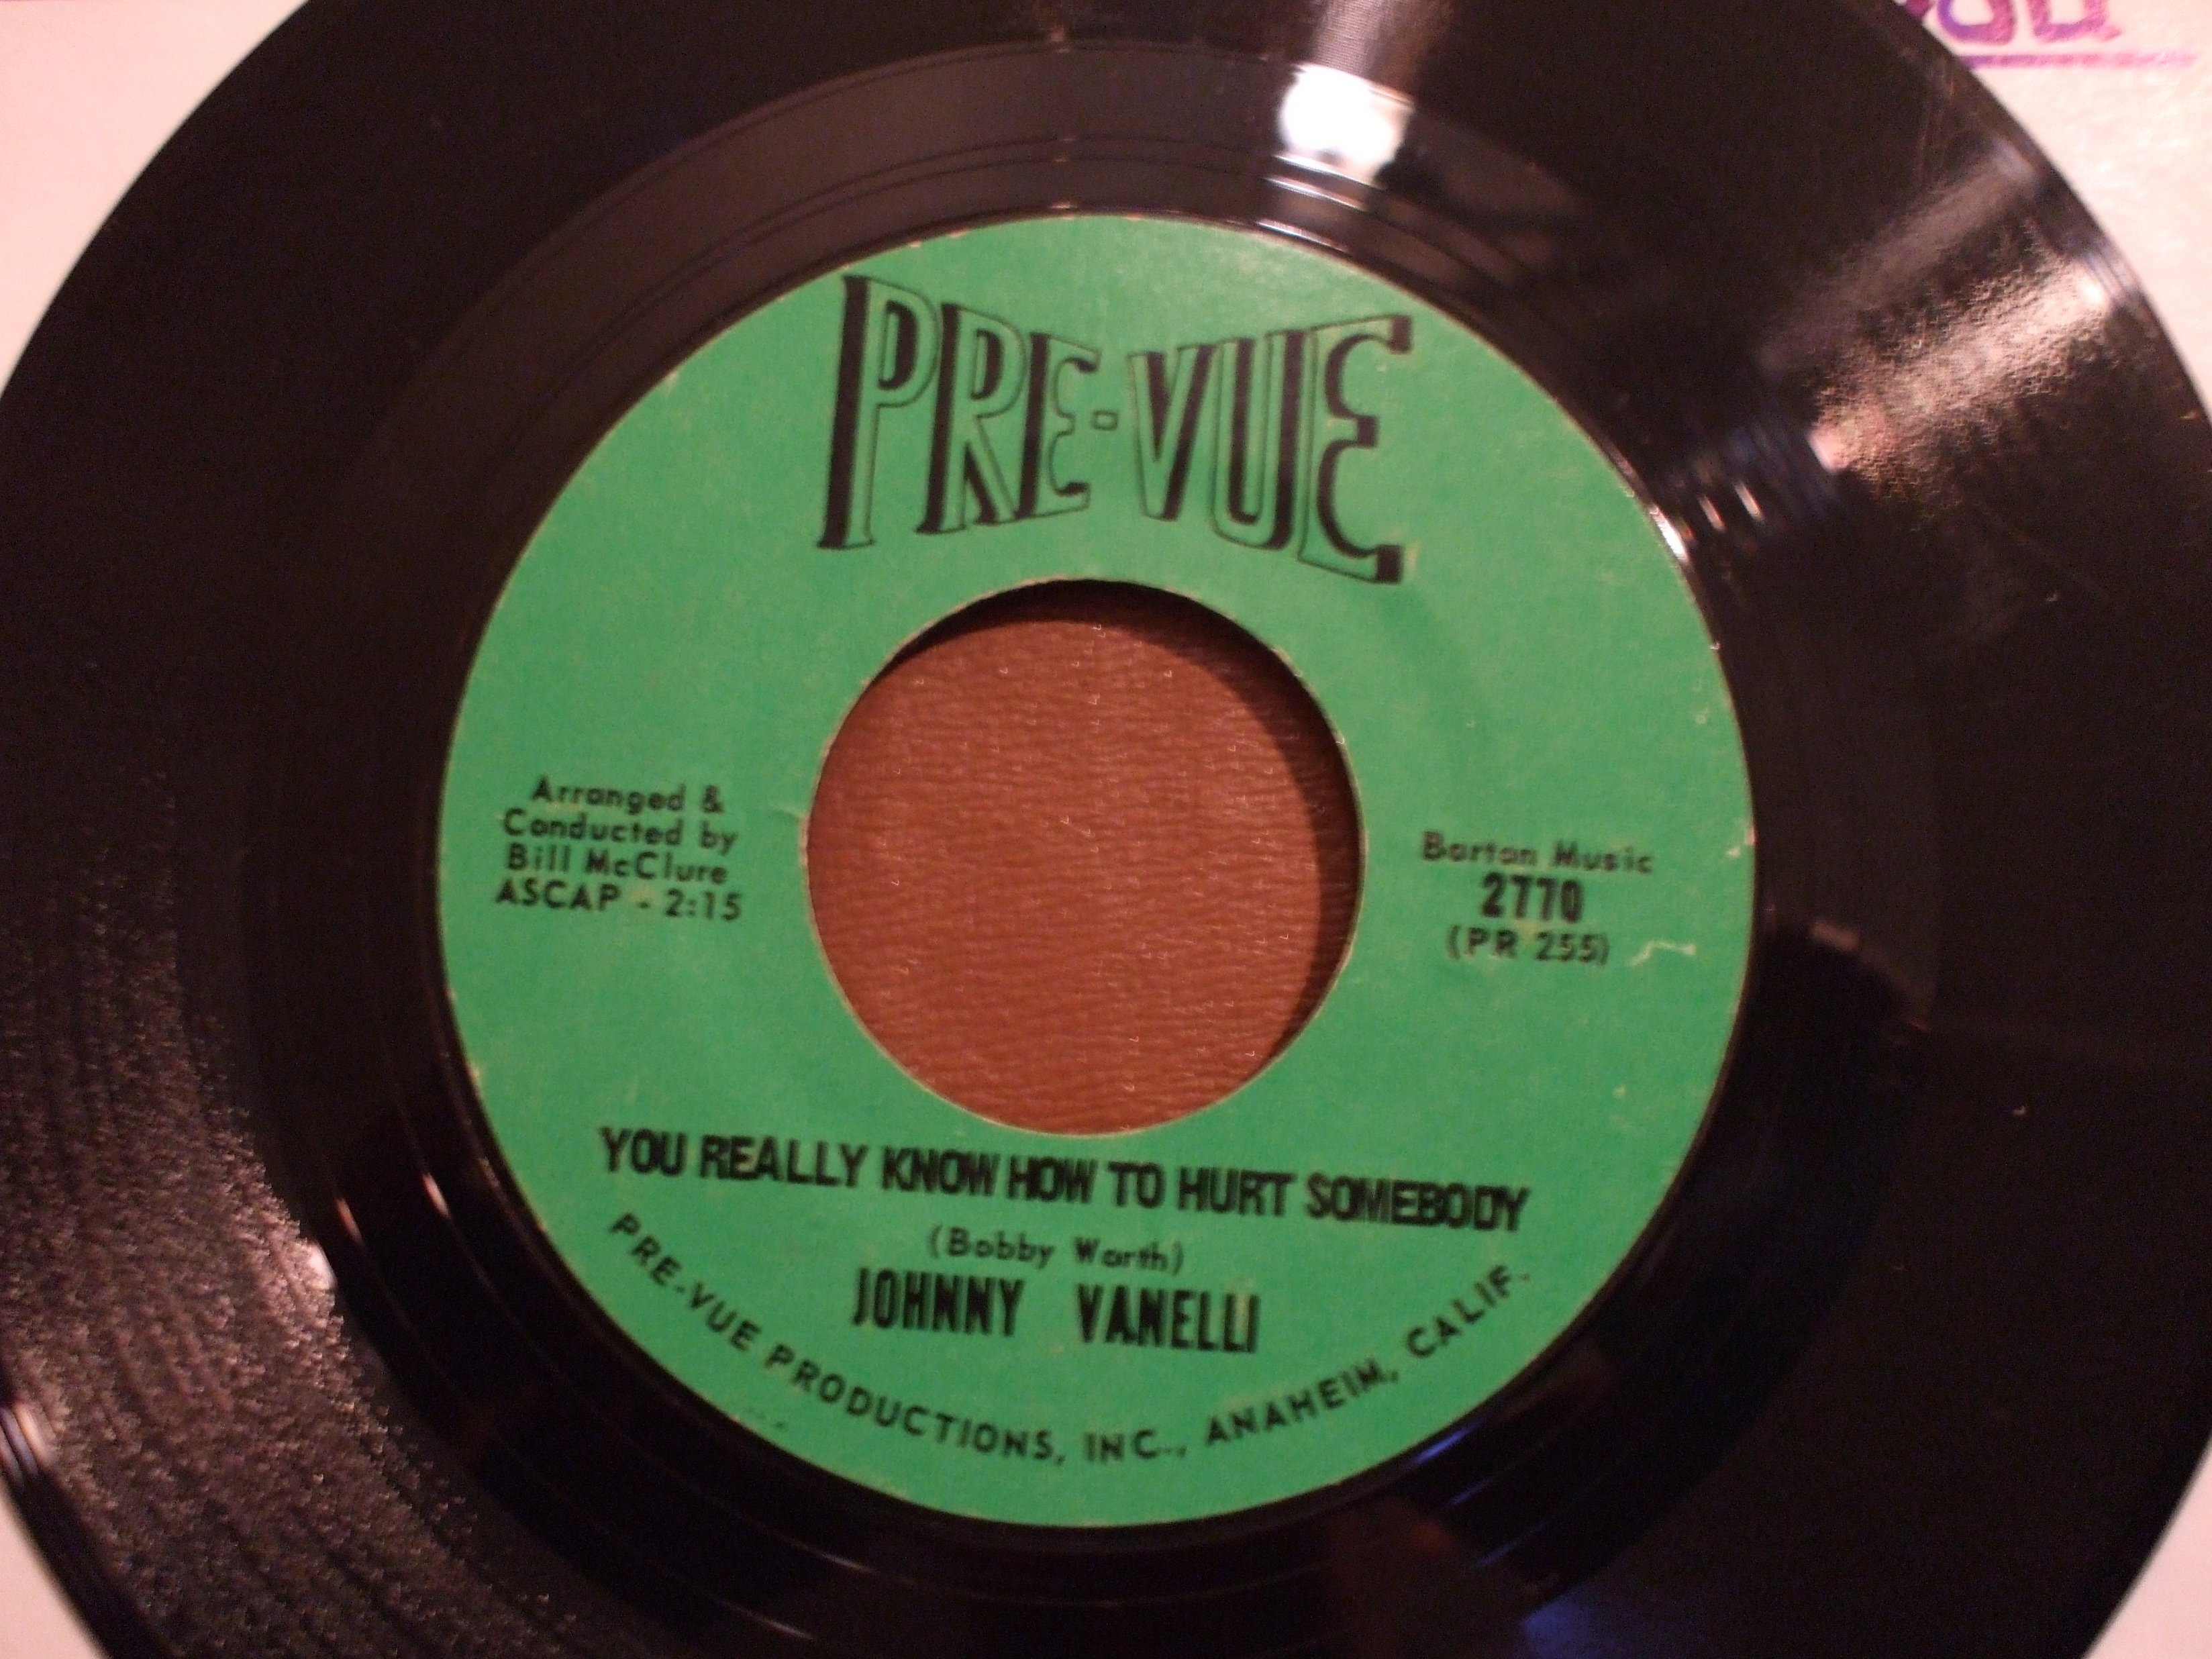 PRE-VUE
Arranged &
Conducted by
Bill McClure
ASCAP - 2:15
Barton Music
2770
(PR 255)
YOU REALLY KNOW HOW TO HURT SOMEBODY
(Bobby Worth)
JOHNNY VANELLI
PRE-VUE PRODUCTIONS, INC., ANAHEIM, CALIF.